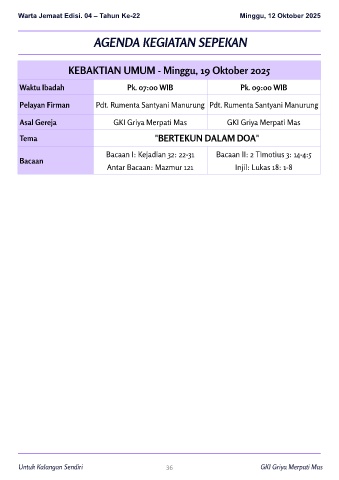 Warta Jemaat Edisi. 04 – Tahun Ke-22 Minggu, 12 Oktober 2025
AGENDA KEGIATAN SEPEKAN
KEBAKTIAN UMUM - Minggu, 19 Oktober 2025
Waktu Ibadah Pk. 07:00 WIB Pk. 09:00 WIB
Pelayan Firman Pdt. Rumenta Santyani Manurung Pdt. Rumenta Santyani Manurung
Asal Gereja GKI Griya Merpati Mas GKI Griya Merpati Mas
Tema "BERTEKUN DALAM DOA"
Bacaan Bacaan I: Kejadian 32: 22-31 Bacaan II: 2 Timotius 3: 14-4:5
Antar Bacaan: Mazmur 121 Injil: Lukas 18: 1-8
Untuk Kalangan Sendiri 36 GKI Griya Merpati Mas